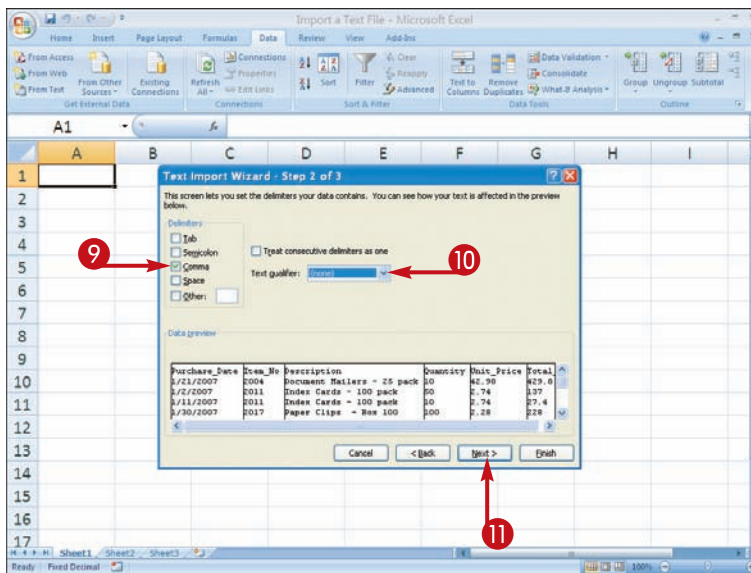 Import a Text File - Microsoft Excel
Home Insert Page Layout Formulas Data Review View Add-Ins
From Access
From Web
From Text
From Other Sources
Existing Connections
Get External Data
Refresh All
Connections
Properties
Edit Links
Connections
Sort
Filter
Clear
Reapply
Advanced
Sort & Filter
Text to Columns
Remove Duplicates
Data Validation
Consolidate
What-If Analysis
Data Tools
Group Ungroup Subtotal
Outline
A1 fx
A B C D E F G H I
1
2
3
4
5
6
7
8
9
10
11
12
13
14
15
16
17
Text Import Wizard - Step 2 of 3
This screen lets you set the delimiters your data contains. You can see how your text is affected in the preview
below.
Delimiters
Tab
Semicolon
Comma
Space
Other:
Treat consecutive delimiters as one
Text qualifier: {none}
9
10
Data preview
Purchase_Date Item_No Description Quantity Unit_Price Total_
1/21/2007 2004 Document Mailers - 25 pack 10 42.98 429.8
1/2/2007 2011 Index Cards - 100 pack 50 2.74 137
1/11/2007 2011 Index Cards - 100 pack 10 2.74 27.4
1/30/2007 2017 Paper Clips - Box 100 100 2.28 228
Cancel < Back Next > Finish
11
Sheet1 Sheet2 Sheet3
Ready Fixed Decimal 100%